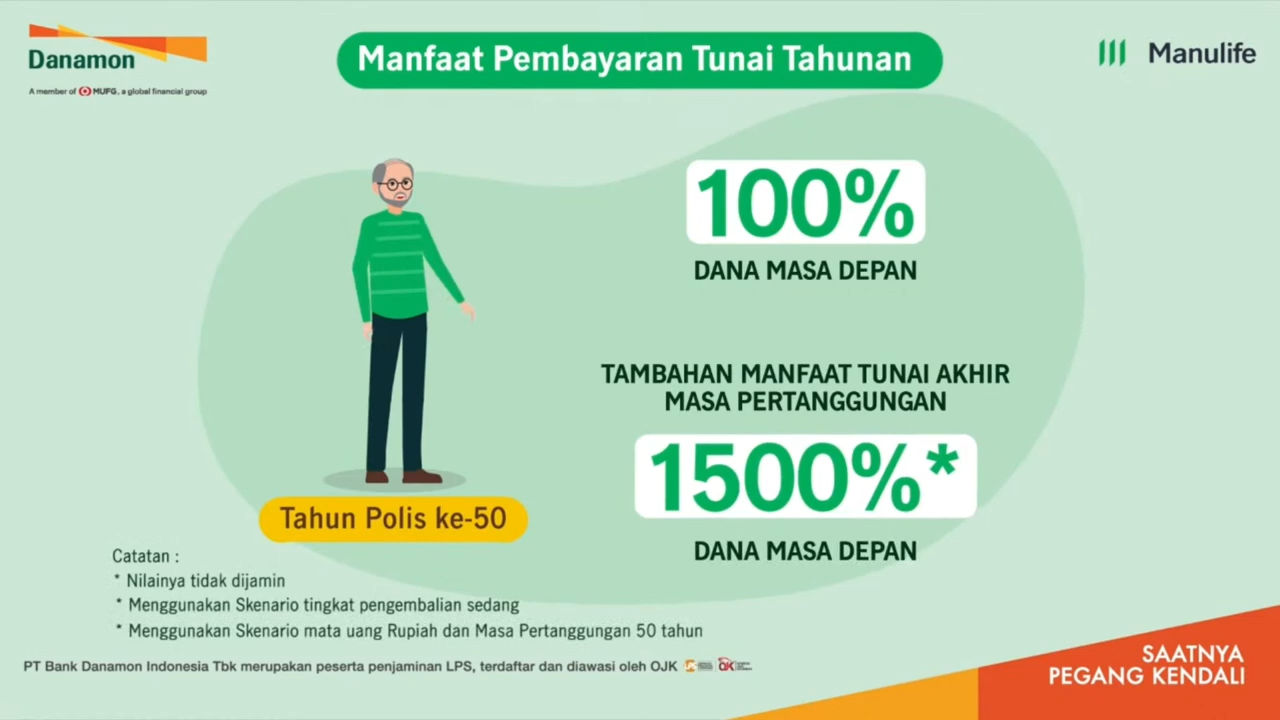 Danamon
A member of MUFG, a global financial group
Manfaat Pembayaran Tunai Tahunan
Manulife
100%
DANA MASA DEPAN
TAMBAHAN MANFAAT TUNAI AKHIR
MASA PERTANGGUNGAN
1500%*
DANA MASA DEPAN
Tahun Polis ke-50
Catatan :
* Nilainya tidak dijamin
* Menggunakan Skenario tingkat pengembalian sedang
* Menggunakan Skenario mata uang Rupiah dan Masa Pertanggungan 50 tahun
PT Bank Danamon Indonesia Tbk merupakan peserta penjaminan LPS, terdaftar dan diawasi oleh OJK
SAATNYA
PEGANG KENDALI